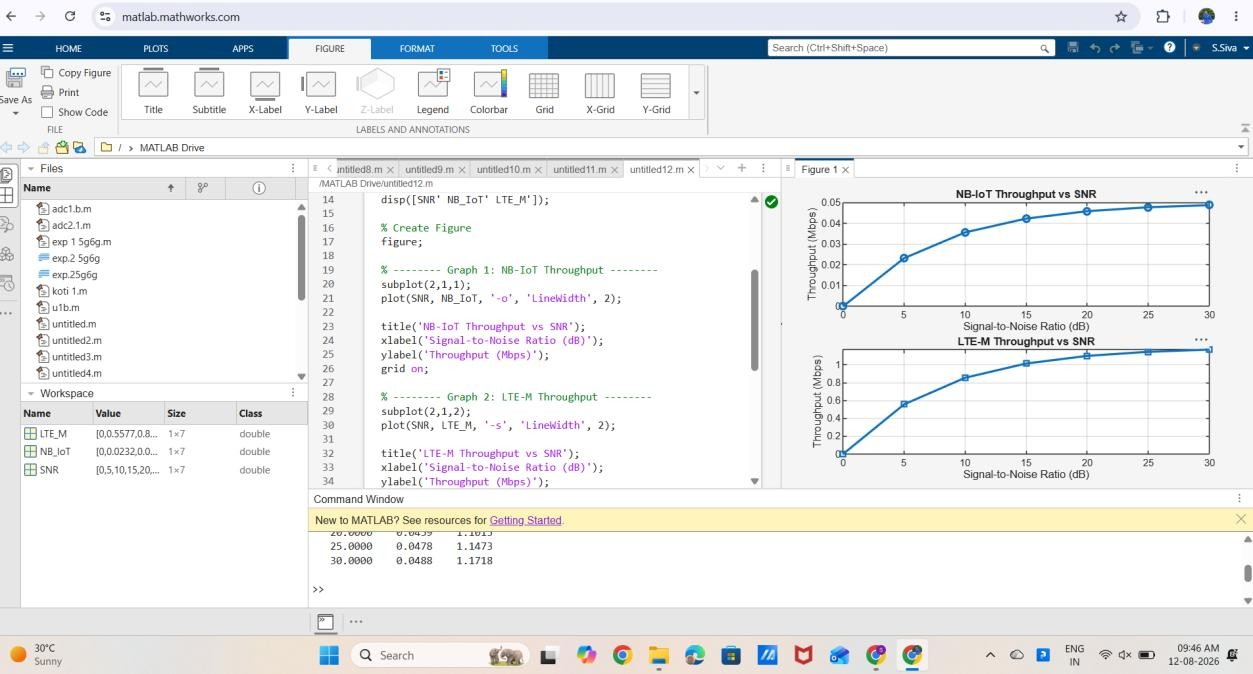 matlab.mathworks.com
HOME PLOTS APPS FIGURE FORMAT TOOLS
Search (Ctrl+Shift+Space)
S.Siva
Save As
Copy Figure
Print
Show Code
FILE
Title Subtitle X-Label Y-Label Z-Label Legend Colorbar Grid X-Grid Y-Grid
LABELS AND ANNOTATIONS
/ > MATLAB Drive
Files
Name
adc1.b.m
adc2.1.m
exp 1 5g6g.m
exp.2 5g6g
exp.25g6g
koti 1.m
u1b.m
untitled.m
untitled2.m
untitled3.m
untitled4.m
Workspace
Name Value Size Class
LTE_M [0,0.5577,0.8... 1×7 double
NB_IoT [0,0.0232,0.0... 1×7 double
SNR [0,5,10,15,20,... 1×7 double
untitled8.m untitled9.m untitled10.m untitled11.m untitled12.m
/MATLAB Drive/untitled12.m
14 disp([SNR' NB_IoT' LTE_M']);
15
16 % Create Figure
17 figure;
18
19 % -------- Graph 1: NB-IoT Throughput --------
20 subplot(2,1,1);
21 plot(SNR, NB_IoT, '-o', 'LineWidth', 2);
22
23 title('NB-IoT Throughput vs SNR');
24 xlabel('Signal-to-Noise Ratio (dB)');
25 ylabel('Throughput (Mbps)');
26 grid on;
27
28 % -------- Graph 2: LTE-M Throughput --------
29 subplot(2,1,2);
30 plot(SNR, LTE_M, '-s', 'LineWidth', 2);
31
32 title('LTE-M Throughput vs SNR');
33 xlabel('Signal-to-Noise Ratio (dB)');
34 ylabel('Throughput (Mbps)');
Figure 1
NB-IoT Throughput vs SNR
Throughput (Mbps)
0.05
0.04
0.03
0.02
0.01
0
0 5 10 15 20 25 30
Signal-to-Noise Ratio (dB)
LTE-M Throughput vs SNR
Throughput (Mbps)
1
0.8
0.6
0.4
0.2
0
0 5 10 15 20 25 30
Signal-to-Noise Ratio (dB)
Command Window
New to MATLAB? See resources for Getting Started.
20.0000 0.0459 1.1015
25.0000 0.0478 1.1473
30.0000 0.0488 1.1718
>>
30°C
Sunny
Search
ENG
IN
09:46 AM
12-08-2026